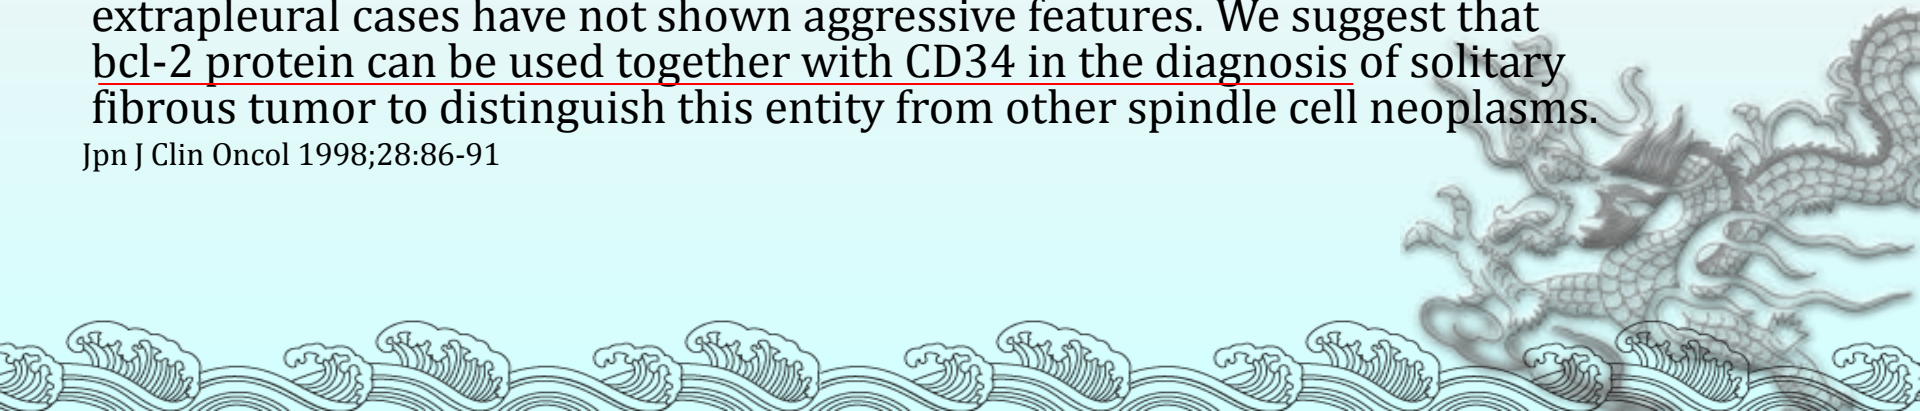 extrapleural cases have not shown aggressive features. We suggest that
bcl-2 protein can be used together with CD34 in the diagnosis of solitary
fibrous tumor to distinguish this entity from other spindle cell neoplasms.
Jpn J Clin Oncol 1998;28:86-91